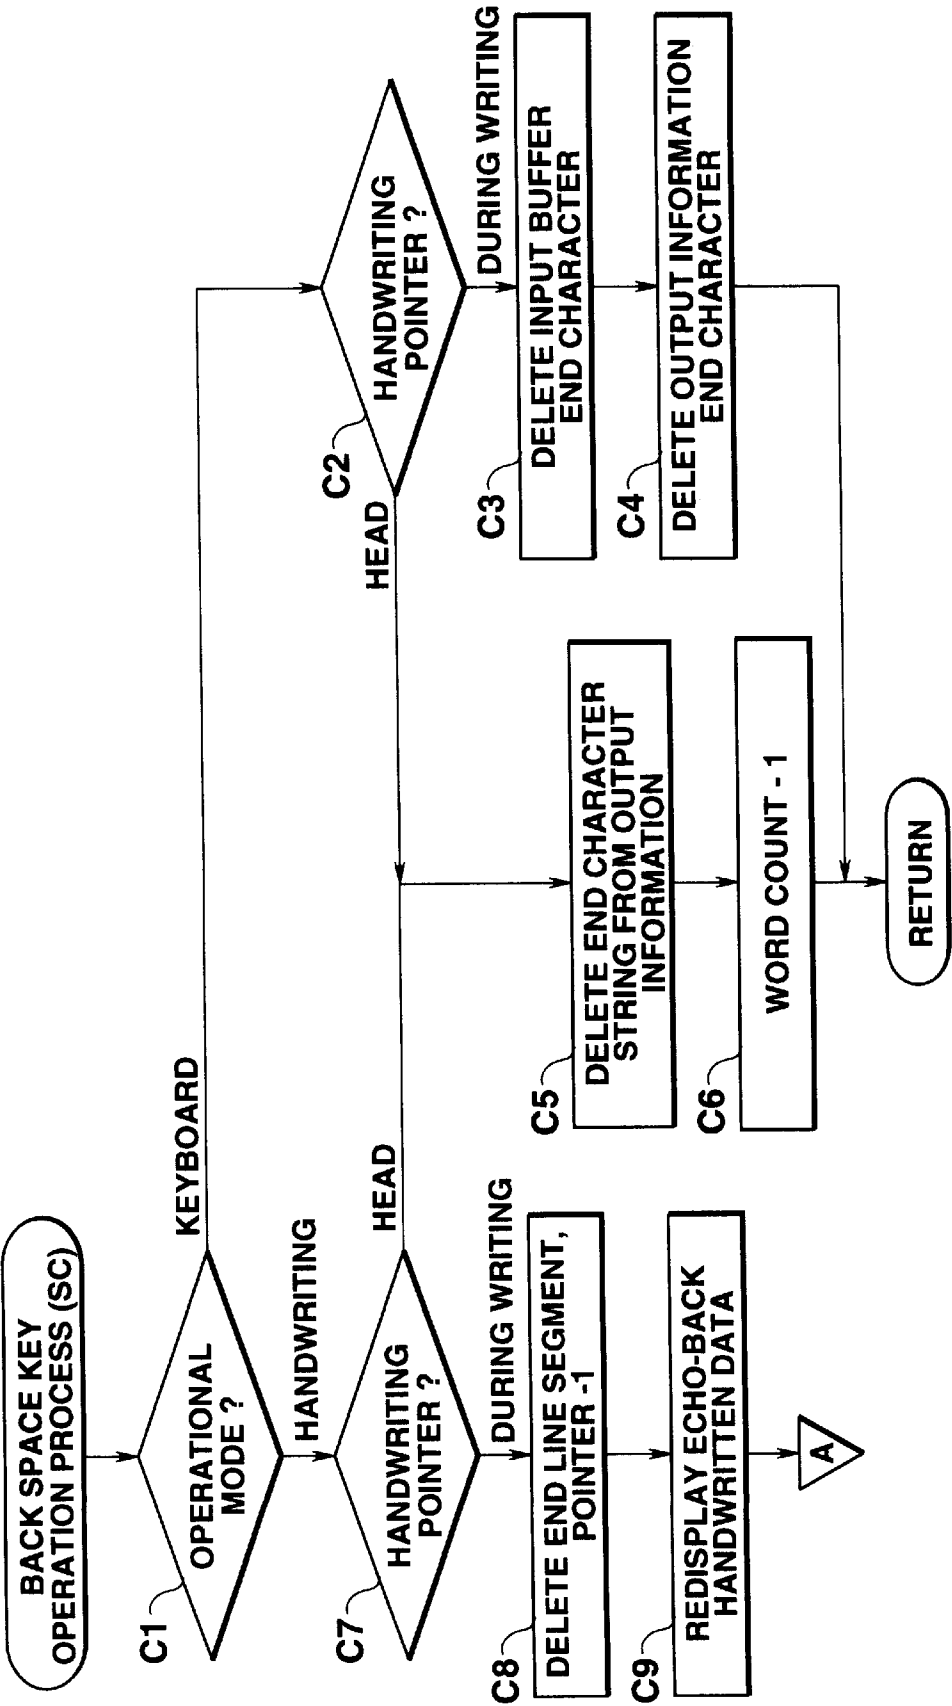 BACK SPACE KEY
OPERATION PROCESS (SC)
C1
OPERATIONAL
MODE ?
KEYBOARD
HANDWRITING
C7
HANDWRITING
POINTER ?
HEAD
DURING WRITING
C8
DELETE END LINE SEGMENT,
POINTER -1
C9
REDISPLAY ECHO-BACK
HANDWRITTEN DATA
A
C2
HANDWRITING
POINTER ?
HEAD
DURING WRITING
C3
DELETE INPUT BUFFER
END CHARACTER
C4
DELETE OUTPUT INFORMATION
END CHARACTER
C5
DELETE END CHARACTER
STRING FROM OUTPUT
INFORMATION
C6
WORD COUNT - 1
RETURN